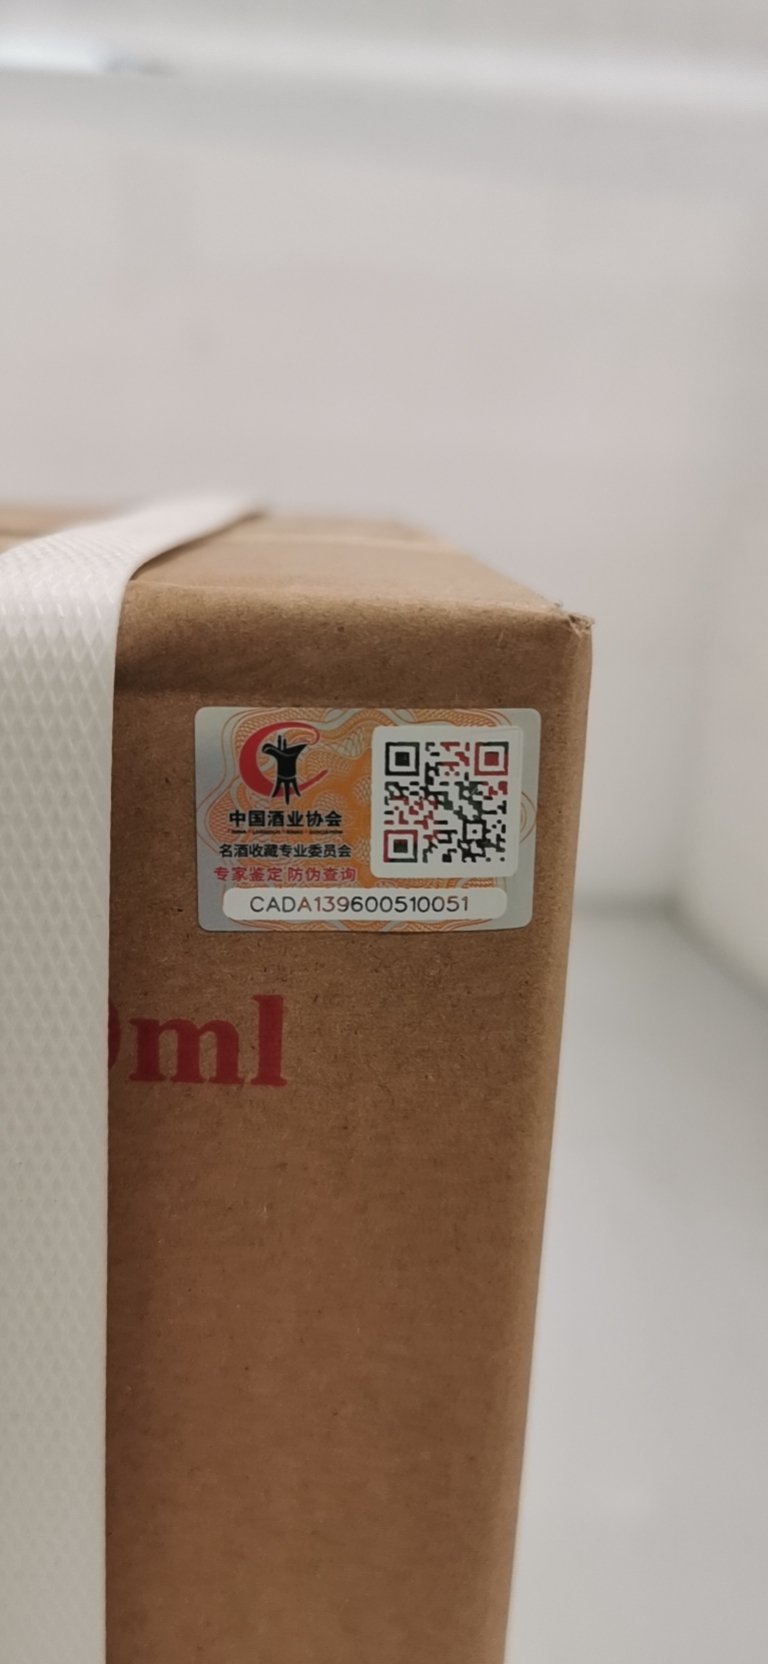 中国酒业协会
名酒收藏专业委员会
专家鉴定 防伪查询
CADA139600510051
ml